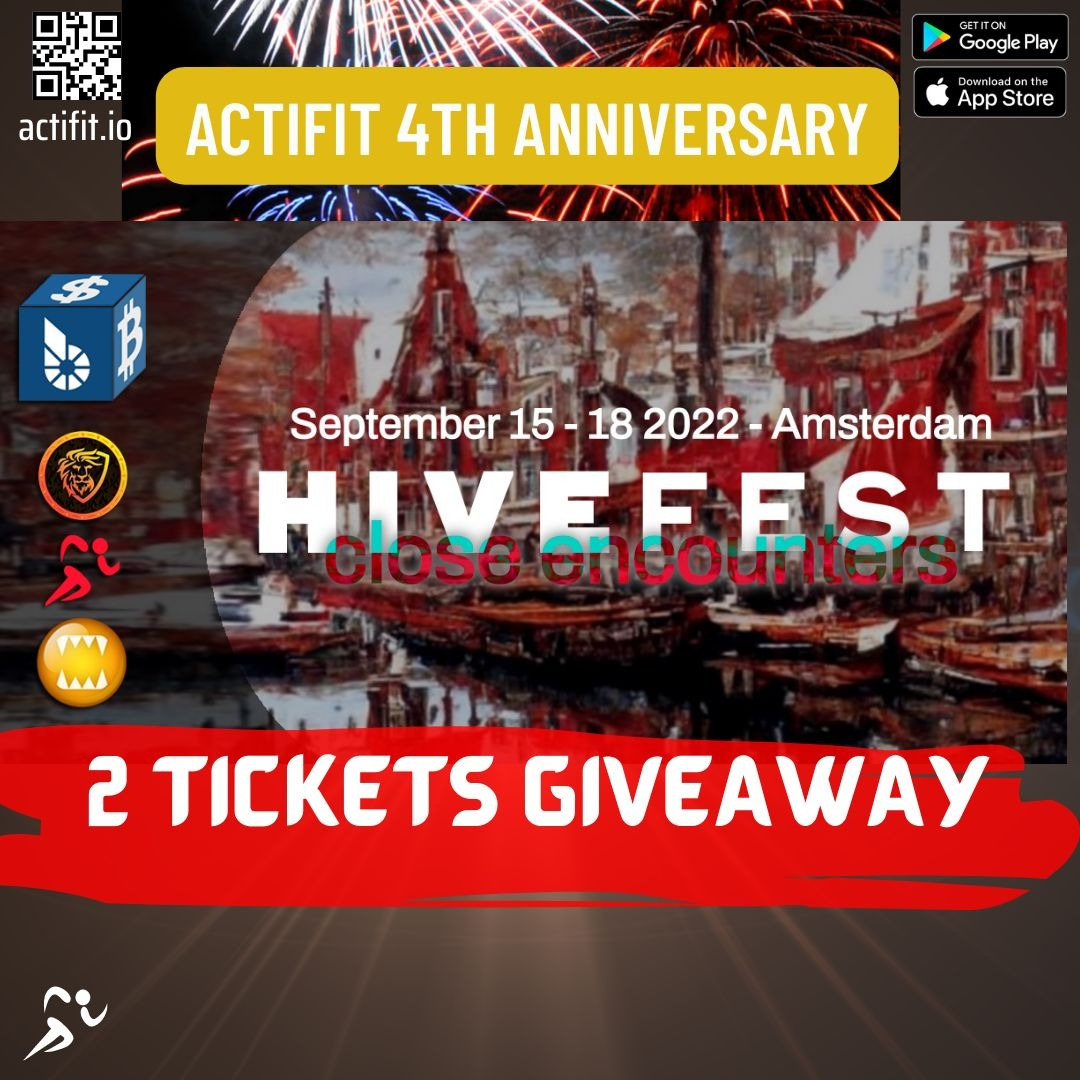 actifit.io
ACTIFIT 4TH ANNIVERSARY
GET IT ON
Google Play
Download on the
App Store
September 15 - 18 2022 - Amsterdam
HIVEFEST
close encounters
2 TICKETS GIVEAWAY